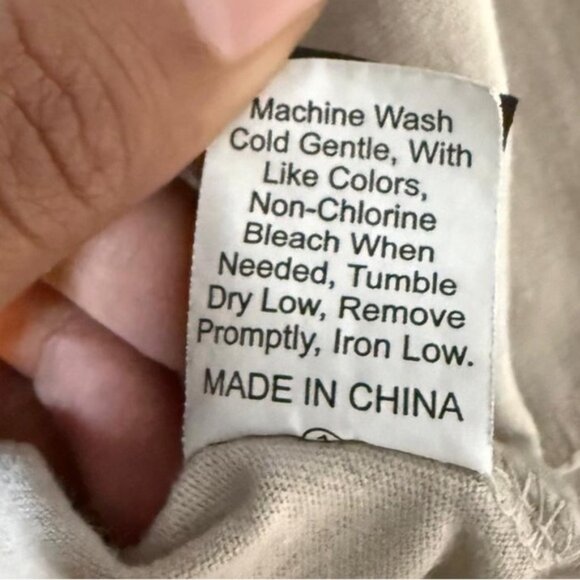 Machine Wash
Cold Gentle, With
Like Colors,
Non-Chlorine
Bleach When
Needed, Tumble
Dry Low, Remove
Promptly, Iron Low.
MADE IN CHINA